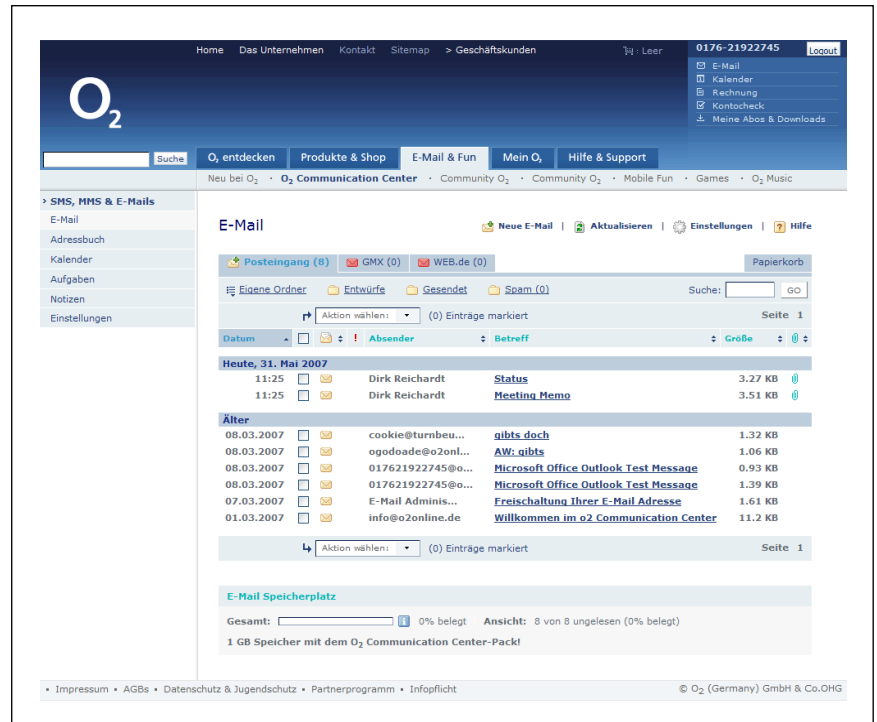 Home Das Unternehmen Kontakt Sitemap > Geschäftskunden : Leer 0176-21922745 Logout
E-Mail
Kalender
Rechnung
Kontocheck
Meine Abos & Downloads
O2
Suche O2 entdecken Produkte & Shop E-Mail & Fun Mein O2 Hilfe & Support
Neu bei O2 · O2 Communication Center · Community O2 · Community O2 · Mobile Fun · Games · O2 Music
› SMS, MMS & E-Mails
E-Mail
Adressbuch
Kalender
Aufgaben
Notizen
Einstellungen
E-Mail Neue E-Mail | Aktualisieren | Einstellungen | ? Hilfe
Posteingang (8) GMX (0) WEB.de (0) Papierkorb
Eigene Ordner Entwürfe Gesendet Spam (0) Suche: GO
Aktion wählen: (0) Einträge markiert Seite 1
Datum ! Absender Betreff Größe
Heute, 31. Mai 2007
11:25 Dirk Reichardt Status 3.27 KB
11:25 Dirk Reichardt Meeting Memo 3.51 KB
Älter
08.03.2007 cookie@turnbeu... gibts doch 1.32 KB
08.03.2007 ogodoade@o2onl... AW: gibts 1.06 KB
08.03.2007 017621922745@o... Microsoft Office Outlook Test Message 0.93 KB
08.03.2007 017621922745@o... Microsoft Office Outlook Test Message 1.39 KB
07.03.2007 E-Mail Adminis... Freischaltung Ihrer E-Mail Adresse 1.61 KB
01.03.2007 info@o2online.de Willkommen im o2 Communication Center 11.2 KB
Aktion wählen: (0) Einträge markiert Seite 1
E-Mail Speicherplatz
Gesamt: i 0% belegt Ansicht: 8 von 8 ungelesen (0% belegt)
1 GB Speicher mit dem O2 Communication Center-Pack!
• Impressum • AGBs • Datenschutz & Jugendschutz • Partnerprogramm • Infopflicht © O2 (Germany) GmbH & Co.OHG